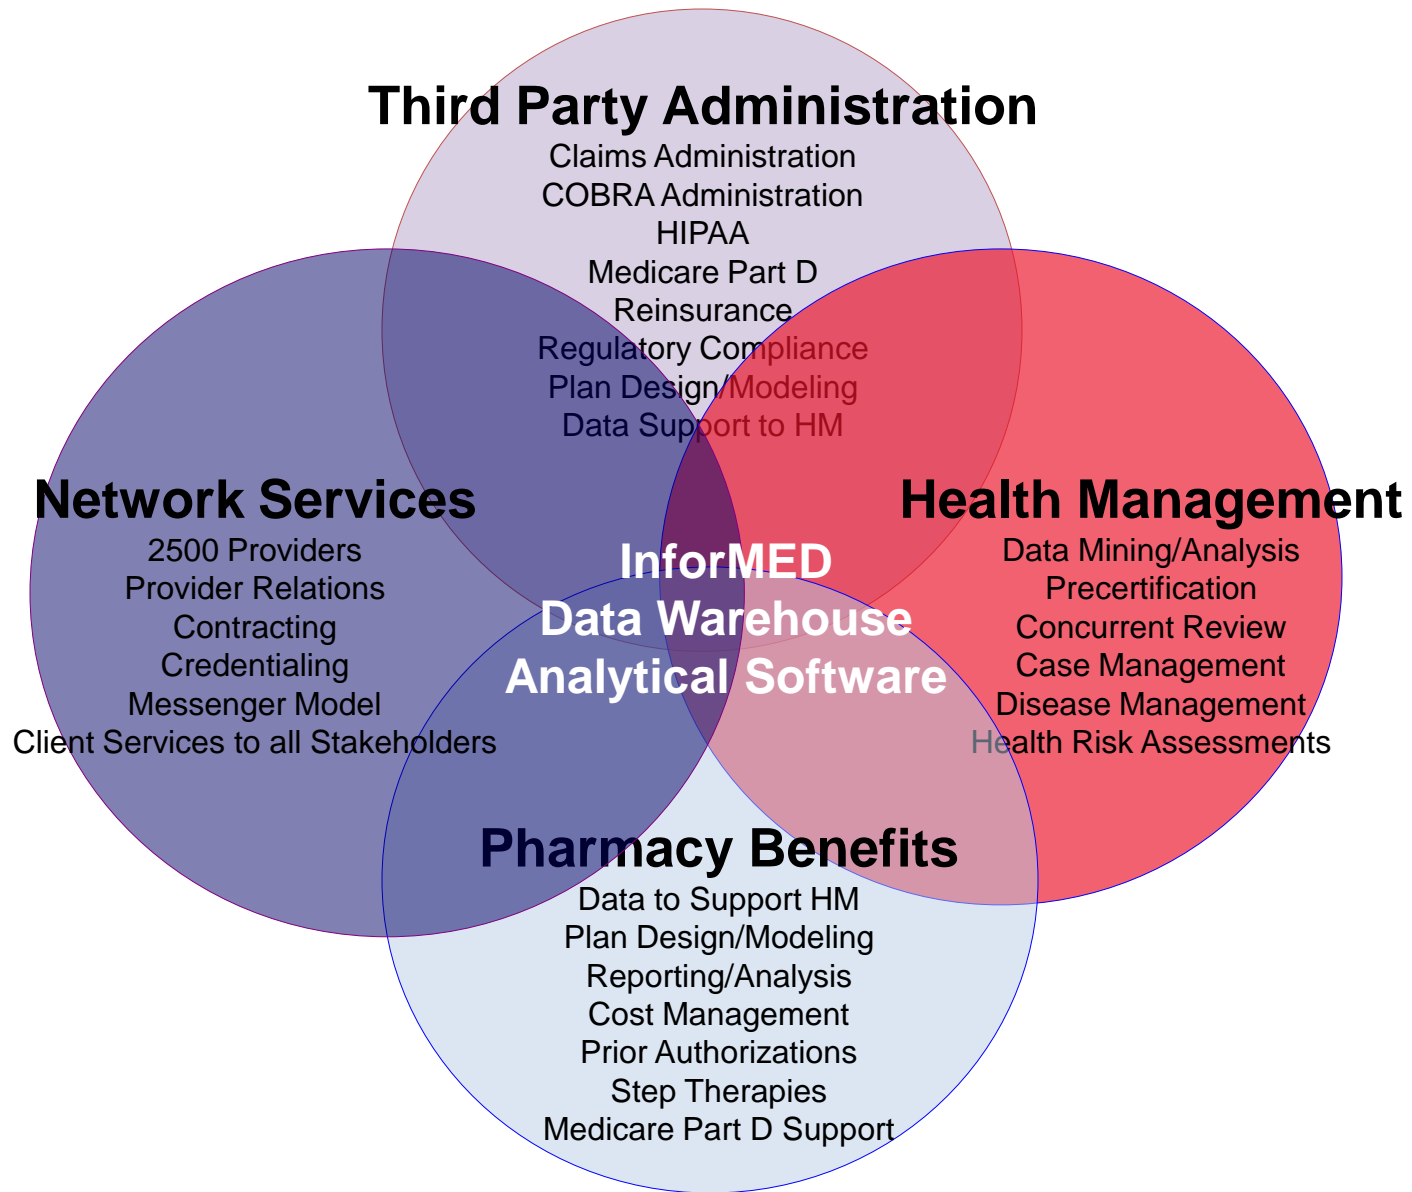 Third Party Administration
Claims Administration
COBRA Administration
HIPAA
Medicare Part D
Reinsurance
Regulatory Compliance
Plan Design/Modeling
Data Support to HM
Network Services
2500 Providers
Provider Relations
Contracting
Credentialing
Messenger Model
Client Services to all Stakeholders
InforMED
Data Warehouse
Analytical Software
Health Management
Data Mining/Analysis
Precertification
Concurrent Review
Case Management
Disease Management
Health Risk Assessments
Pharmacy Benefits
Data to Support HM
Plan Design/Modeling
Reporting/Analysis
Cost Management
Prior Authorizations
Step Therapies
Medicare Part D Support